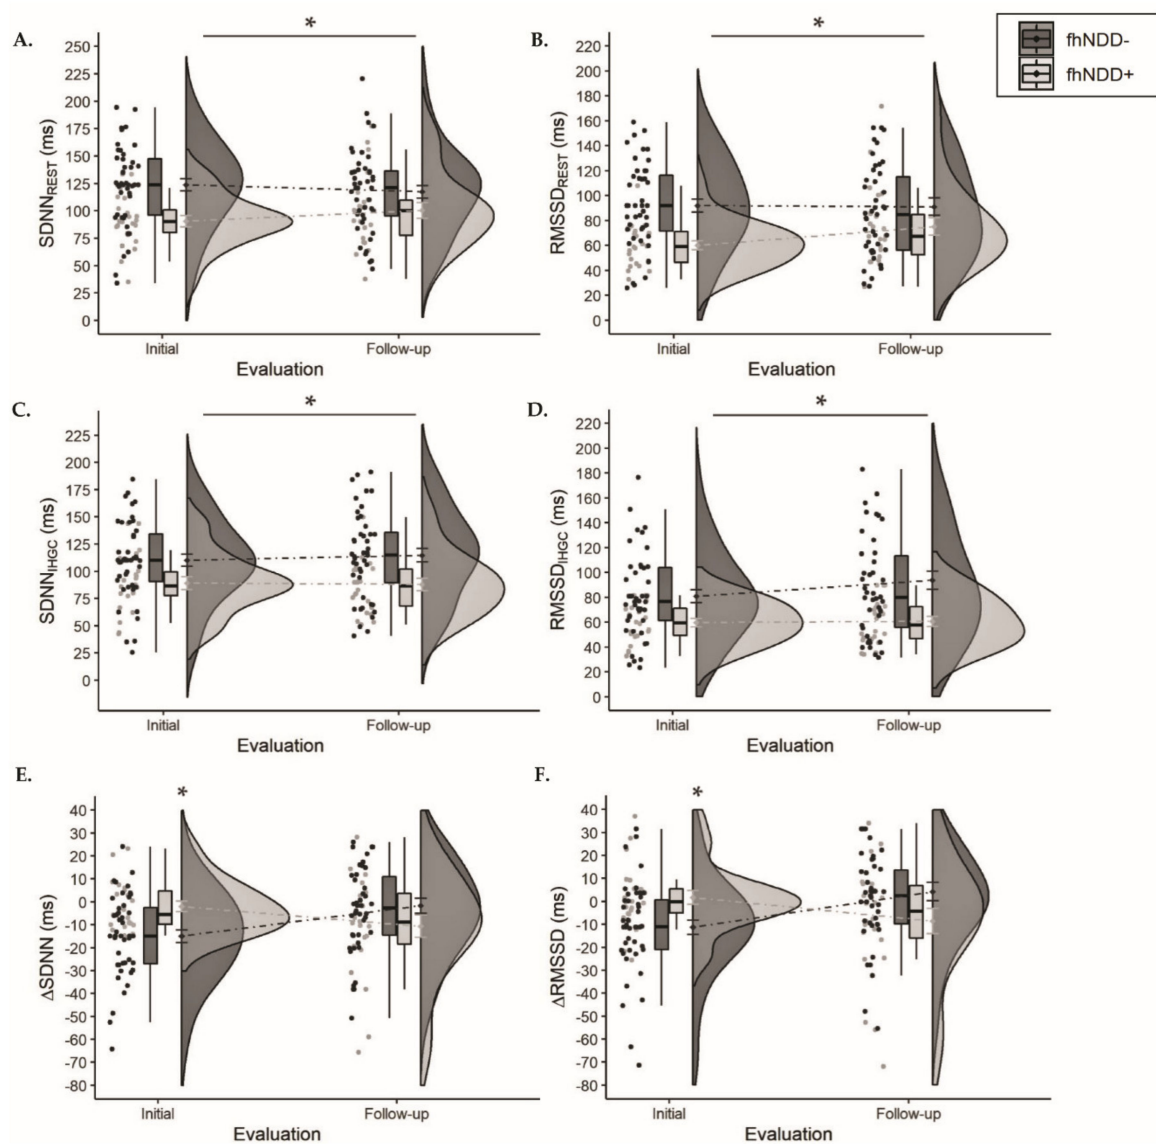 *
*
A.
B.
fhNDD-
fhNDD+
SDNN_REST (ms)
250
225
200
175
150
125
100
75
50
25
0
Initial
Follow-up
Evaluation
RMSSD_REST (ms)
220
200
180
160
140
120
100
80
60
40
20
0
Initial
Follow-up
Evaluation
*
*
C.
D.
SDNN_IHGC (ms)
225
200
175
150
125
100
75
50
25
0
Initial
Follow-up
Evaluation
RMSSD_IHGC (ms)
220
200
180
160
140
120
100
80
60
40
20
0
Initial
Follow-up
Evaluation
E.
F.
*
*
ΔSDNN (ms)
40
30
20
10
0
-10
-20
-30
-40
-50
-60
-70
-80
Initial
Follow-up
Evaluation
ΔRMSSD (ms)
40
30
20
10
0
-10
-20
-30
-40
-50
-60
-70
-80
Initial
Follow-up
Evaluation